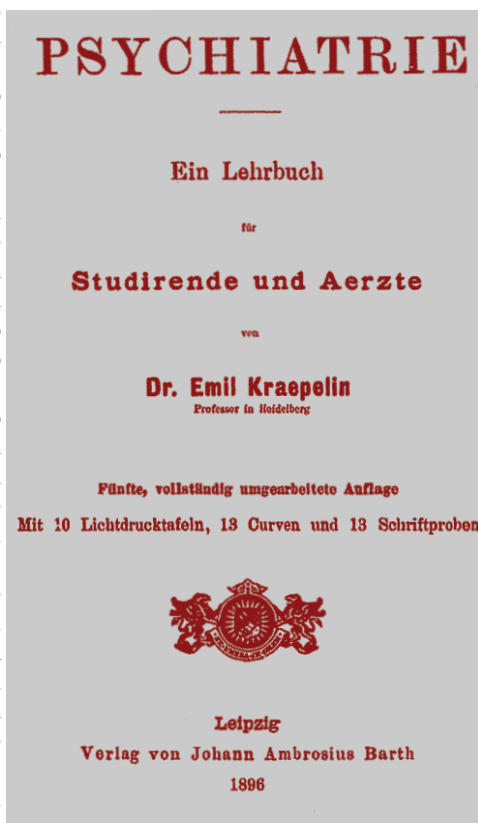 PSYCHIATRIE
Ein Lehrbuch
für
Studirende und Aerzte
von
Dr. Emil Kraepelin
Professor in Heidelberg
Fünfte, vollständig umgearbeitete Auflage
Mit 10 Lichtdrucktafeln, 13 Curven und 13 Schriftproben
Leipzig
Verlag von Johann Ambrosius Barth
1896